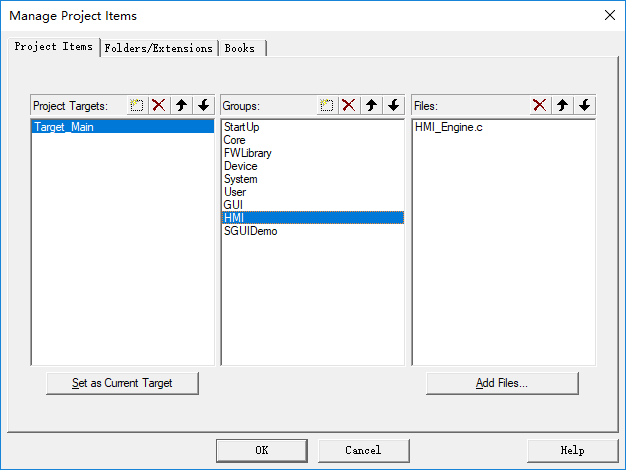 Manage Project Items
Project Items Folders/Extensions Books
Project Targets: Groups: Files:
Target_Main
StartUp
Core
FWLibrary
Device
System
User
GUI
HMI
SGUIDemo
HMI_Engine.c
Set as Current Target
Add Files...
OK Cancel Help